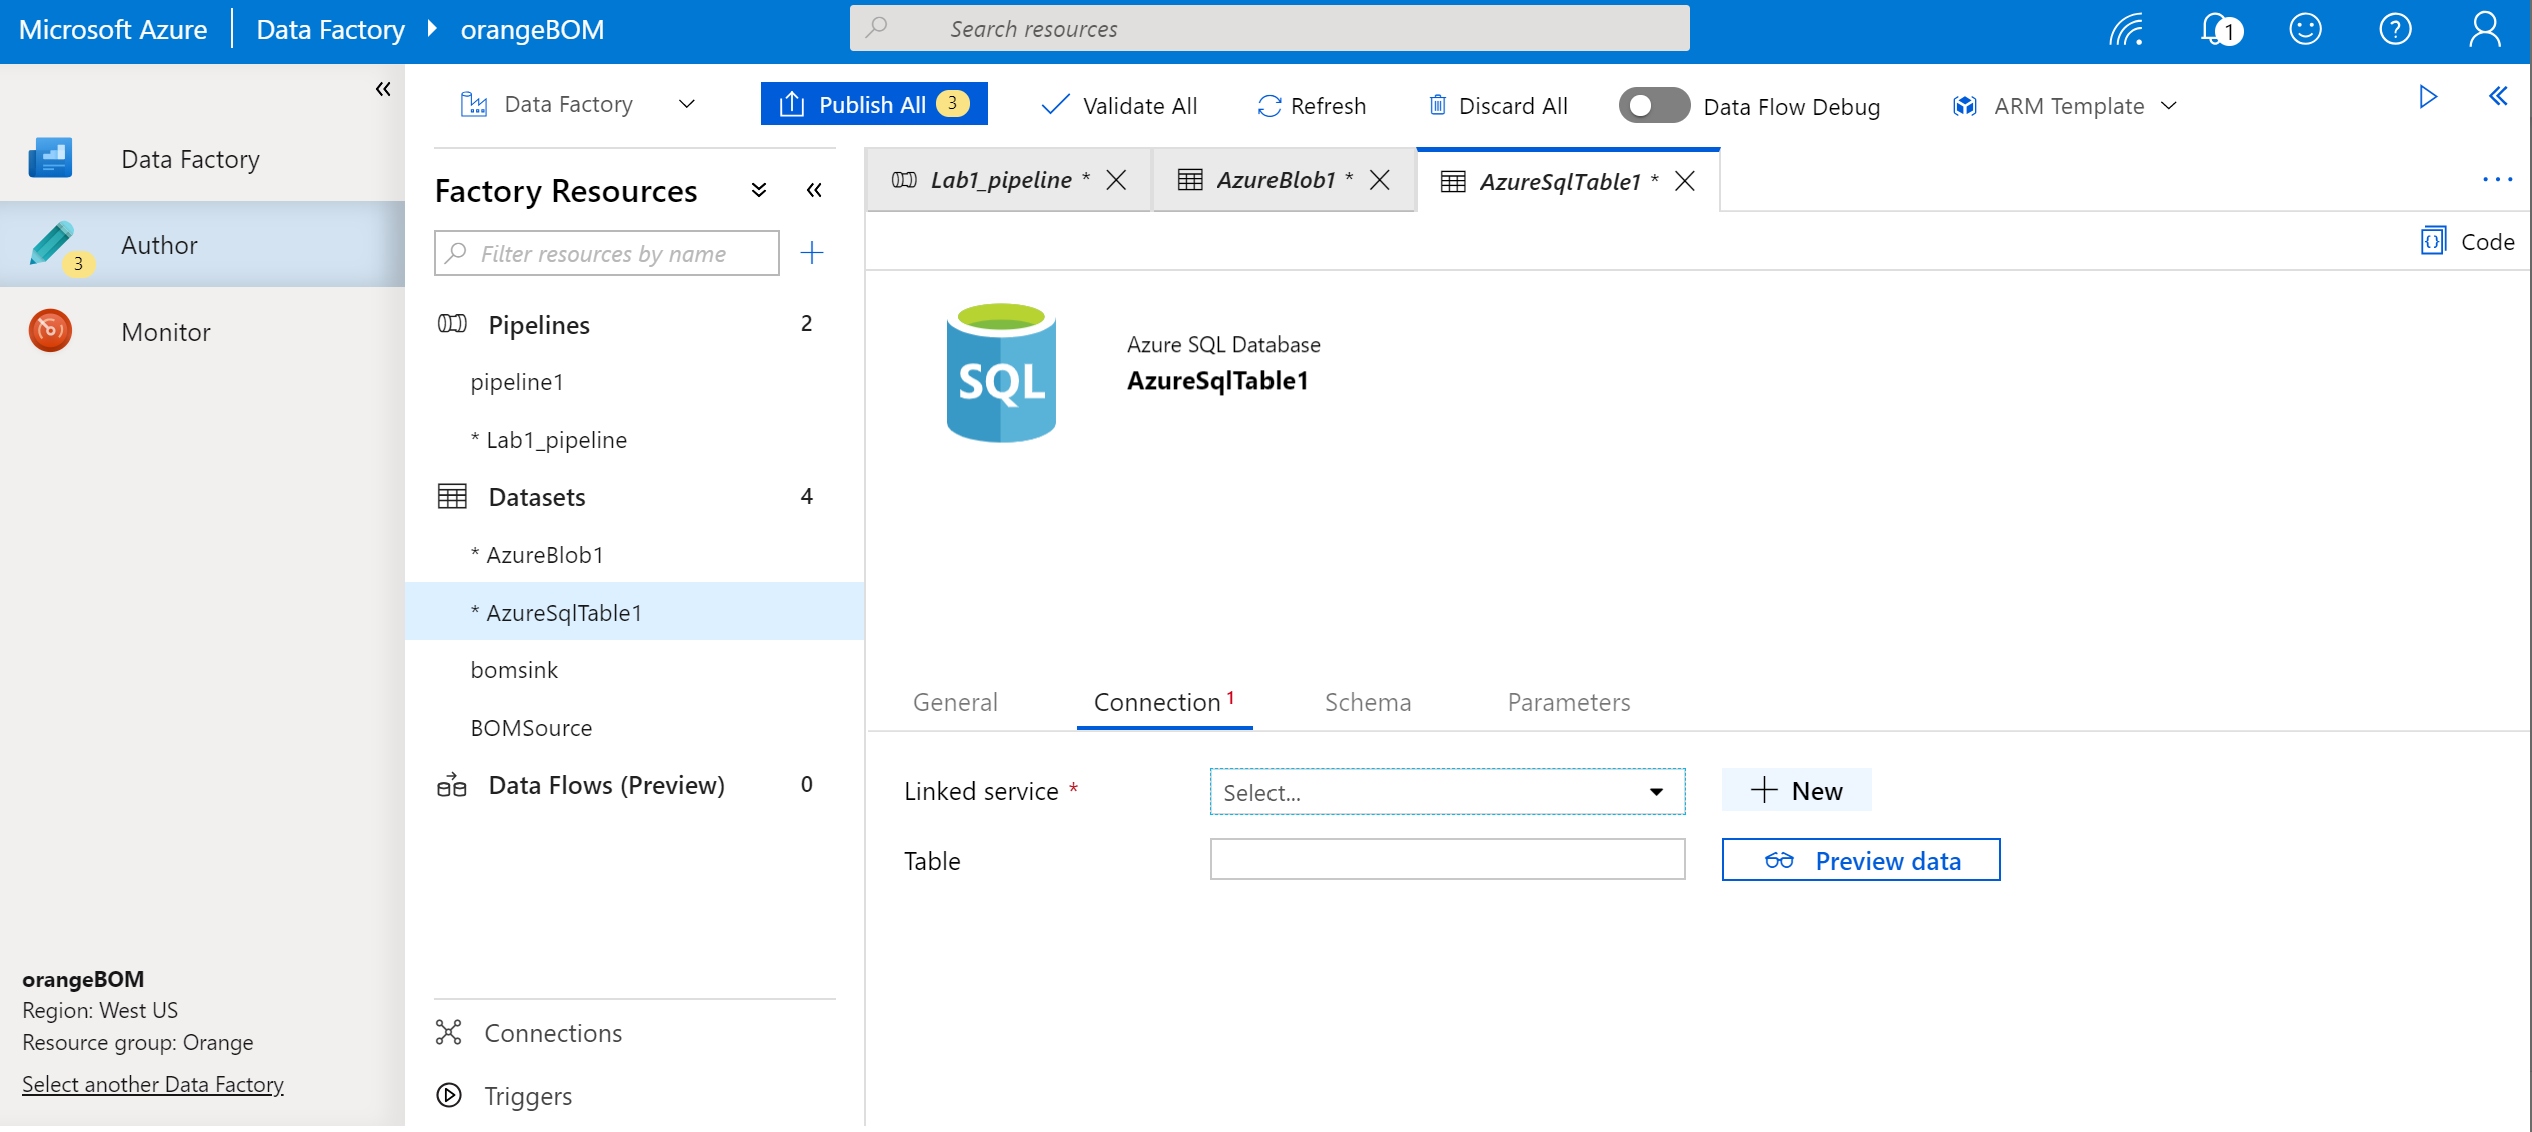 Microsoft Azure
Data Factory
orangeBOM
Search resources
1
Data Factory
Author
3
Monitor
orangeBOM
Region: West US
Resource group: Orange
Select another Data Factory
Data Factory
Publish All 3
Validate All
Refresh
Discard All
Data Flow Debug
ARM Template
Factory Resources
Filter resources by name
Pipelines 2
pipeline1
* Lab1_pipeline
Datasets 4
* AzureBlob1
* AzureSqlTable1
bomsink
BOMSource
Data Flows (Preview) 0
Connections
Triggers
Lab1_pipeline *
AzureBlob1 *
AzureSqlTable1 *
Code
SQL
Azure SQL Database
AzureSqlTable1
General
Connection 1
Schema
Parameters
Linked service *
Select...
New
Table
Preview data